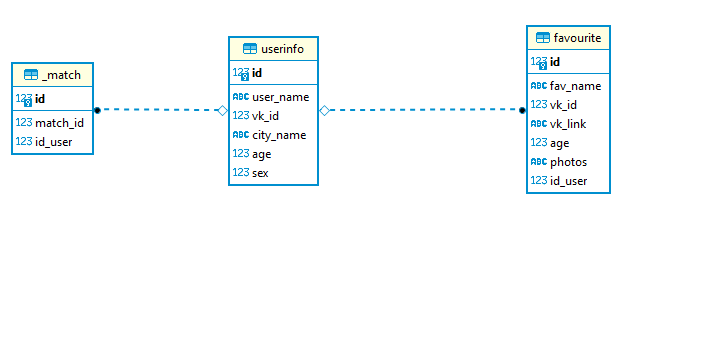 _match
123 id
123 match_id
123 id_user
userinfo
123 id
ABC user_name
123 vk_id
ABC city_name
123 age
123 sex
favourite
123 id
ABC fav_name
123 vk_id
ABC vk_link
123 age
ABC photos
123 id_user